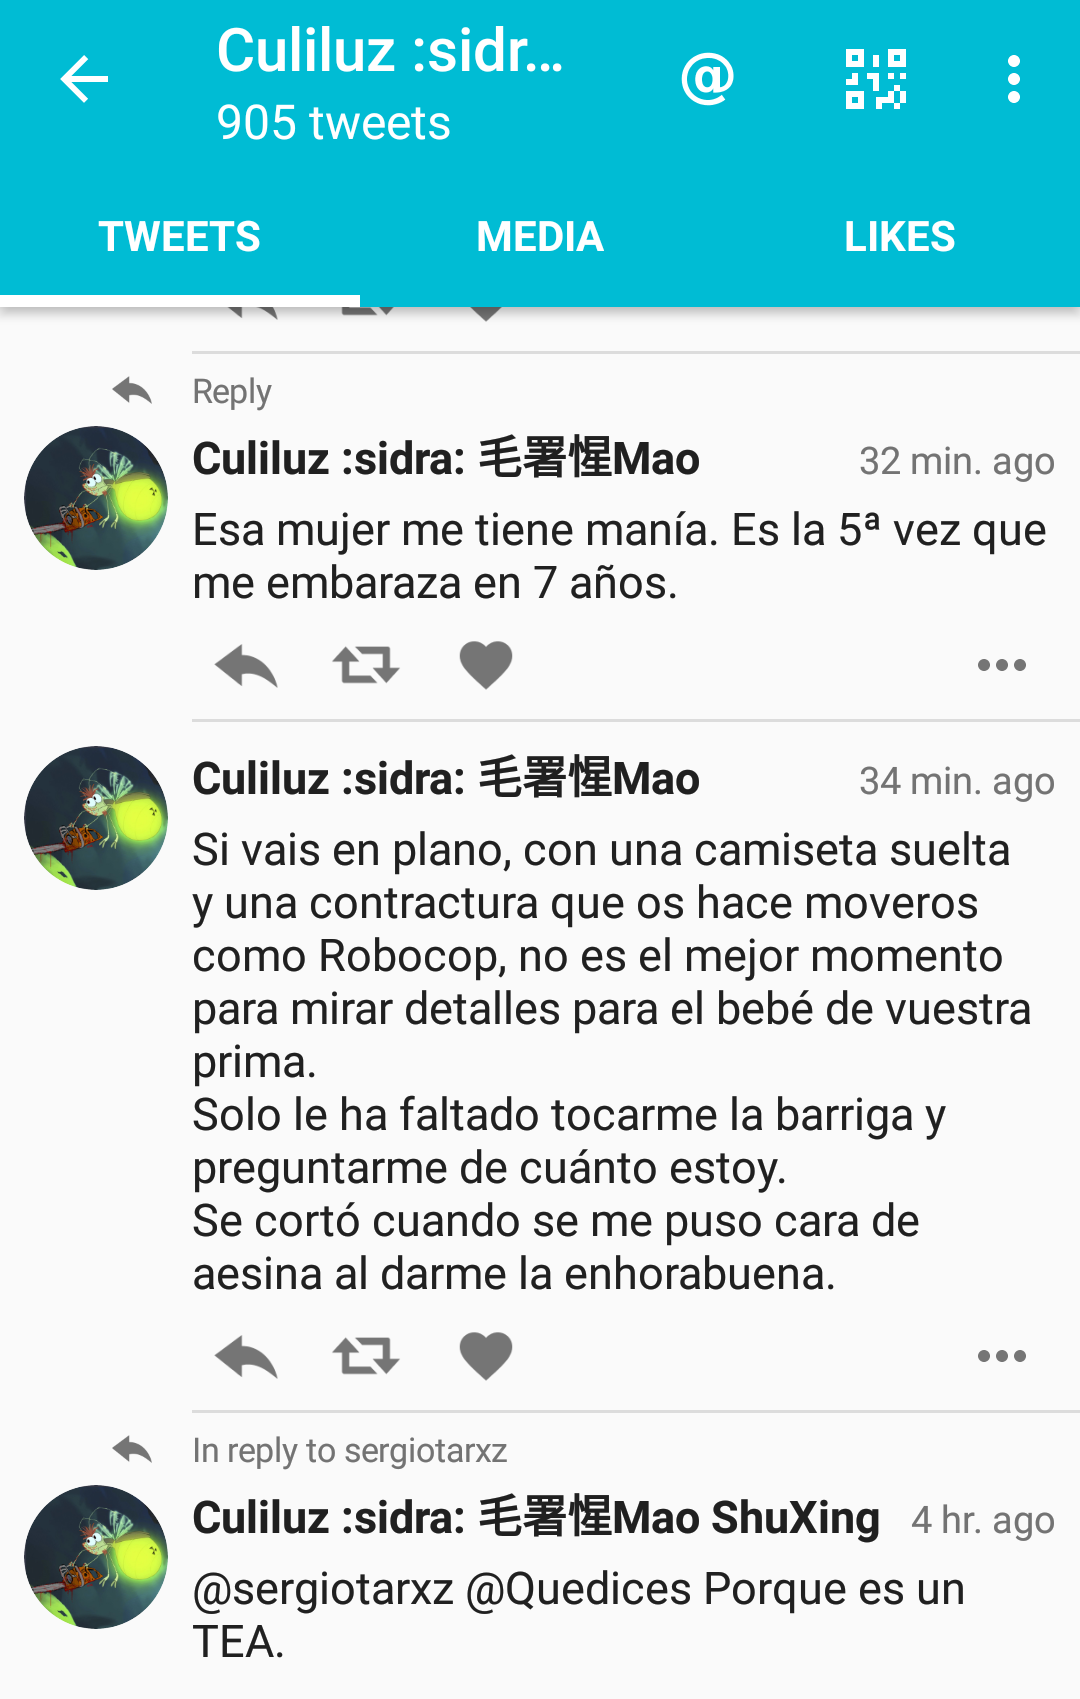 Culiluz :sidr...
905 tweets
@
TWEETS
MEDIA
LIKES
Reply
Culiluz :sidra: 毛署惺Mao
32 min. ago
Esa mujer me tiene manía. Es la 5ª vez que
me embaraza en 7 años.
Culiluz :sidra: 毛署惺Mao
34 min. ago
Si vais en plano, con una camiseta suelta
y una contractura que os hace moveros
como Robocop, no es el mejor momento
para mirar detalles para el bebé de vuestra
prima.
Solo le ha faltado tocarme la barriga y
preguntarme de cuánto estoy.
Se cortó cuando se me puso cara de
aesina al darme la enhorabuena.
In reply to sergiotarxz
Culiluz :sidra: 毛署惺Mao ShuXing
4 hr. ago
@sergiotarxz @Quedices Porque es un
TEA.